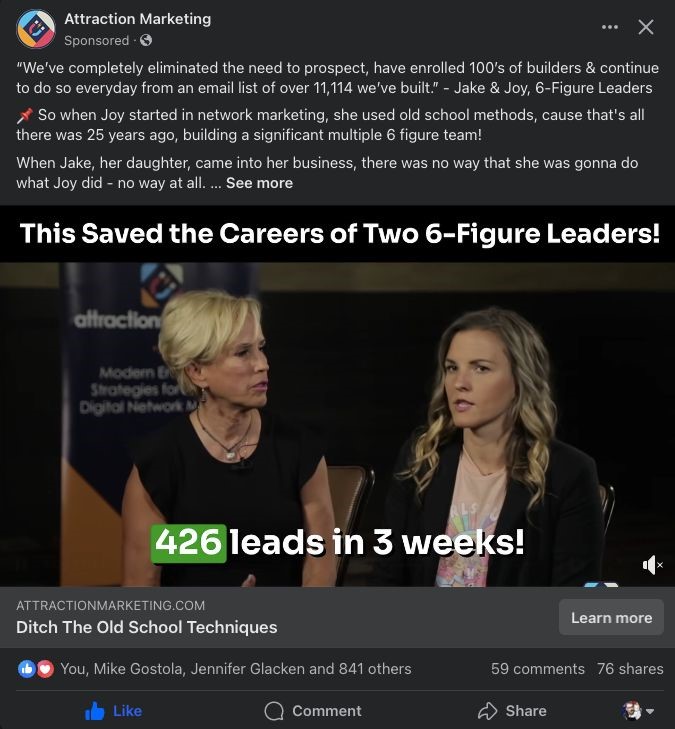 Attraction Marketing
Sponsored ·
“We’ve completely eliminated the need to prospect, have enrolled 100’s of builders & continue
to do so everyday from an email list of over 11,114 we’ve built.” - Jake & Joy, 6-Figure Leaders
📌 So when Joy started in network marketing, she used old school methods, cause that's all
there was 25 years ago, building a significant multiple 6 figure team!
When Jake, her daughter, came into her business, there was no way that she was gonna do
what Joy did - no way at all. ... See more
This Saved the Careers of Two 6-Figure Leaders!
attraction
Modern
Strategies for
Digital Network
426 leads in 3 weeks!
ATTRACTIONMARKETING.COM
Ditch The Old School Techniques
Learn more
You, Mike Gostola, Jennifer Glacken and 841 others
59 comments 76 shares
Like
Comment
Share